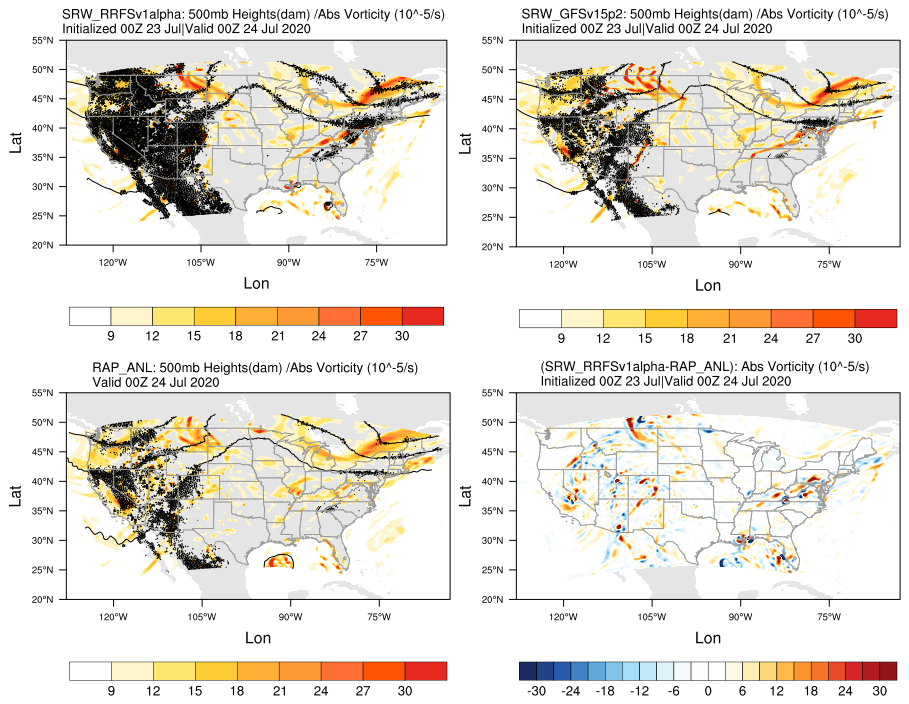 SRW_RRFSv1alpha: 500mb Heights(dam) /Abs Vorticity (10^-5/s)
Initialized 00Z 23 Jul|Valid 00Z 24 Jul 2020
55°N
50°N
45°N
40°N
35°N
30°N
25°N
20°N
Lat
120°W 105°W 90°W 75°W
Lon
9 12 15 18 21 24 27 30
SRW_GFSv15p2: 500mb Heights(dam) /Abs Vorticity (10^-5/s)
Initialized 00Z 23 Jul|Valid 00Z 24 Jul 2020
55°N
50°N
45°N
40°N
35°N
30°N
25°N
20°N
Lat
120°W 105°W 90°W 75°W
Lon
9 12 15 18 21 24 27 30
RAP_ANL: 500mb Heights(dam) /Abs Vorticity (10^-5/s)
Valid 00Z 24 Jul 2020
55°N
50°N
45°N
40°N
35°N
30°N
25°N
20°N
Lat
120°W 105°W 90°W 75°W
Lon
9 12 15 18 21 24 27 30
(SRW_RRFSv1alpha-RAP_ANL): Abs Vorticity (10^-5/s)
Initialized 00Z 23 Jul|Valid 00Z 24 Jul 2020
55°N
50°N
45°N
40°N
35°N
30°N
25°N
20°N
Lat
120°W 105°W 90°W 75°W
Lon
-30 -24 -18 -12 -6 0 6 12 18 24 30